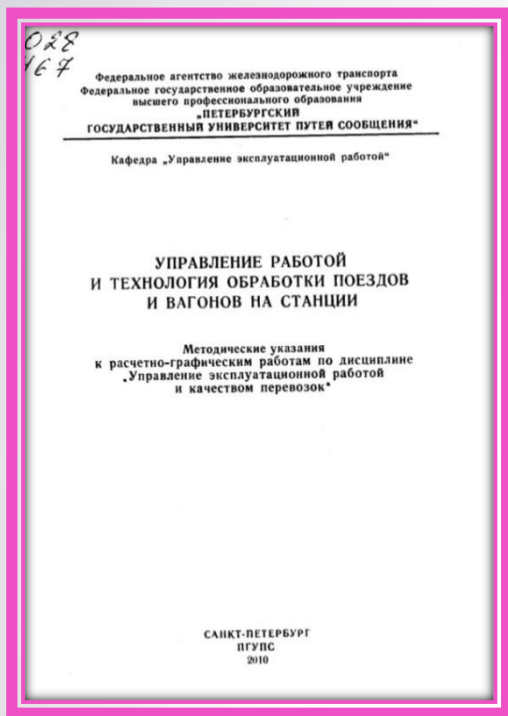 028
167
Федеральное агентство железнодорожного транспорта
Федеральное государственное образовательное учреждение
высшего профессионального образования
„ПЕТЕРБУРГСКИЙ
ГОСУДАРСТВЕННЫЙ УНИВЕРСИТЕТ ПУТЕЙ СООБЩЕНИЯ“
Кафедра „Управление эксплуатационной работой“
УПРАВЛЕНИЕ РАБОТОЙ
И ТЕХНОЛОГИЯ ОБРАБОТКИ ПОЕЗДОВ
И ВАГОНОВ НА СТАНЦИИ
Методические указания
к расчетно-графическим работам по дисциплине
„Управление эксплуатационной работой
и качеством перевозок“
САНКТ-ПЕТЕРБУРГ
ПГУПС
2010